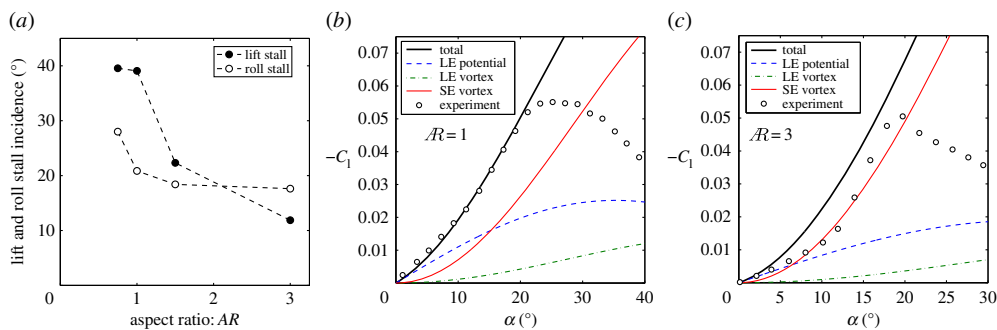 (a)
lift and roll stall incidence (°)
40
30
20
10
0
1
2
3
aspect ratio: AR
lift stall
roll stall
(b)
−Cl
0.07
0.06
0.05
0.04
0.03
0.02
0.01
0
10
20
30
40
α (°)
total
LE potential
LE vortex
SE vortex
experiment
AR = 1
(c)
−Cl
0.07
0.06
0.05
0.04
0.03
0.02
0.01
0.00
0
5
10
15
20
25
30
α (°)
total
LE potential
LE vortex
SE vortex
experiment
AR = 3